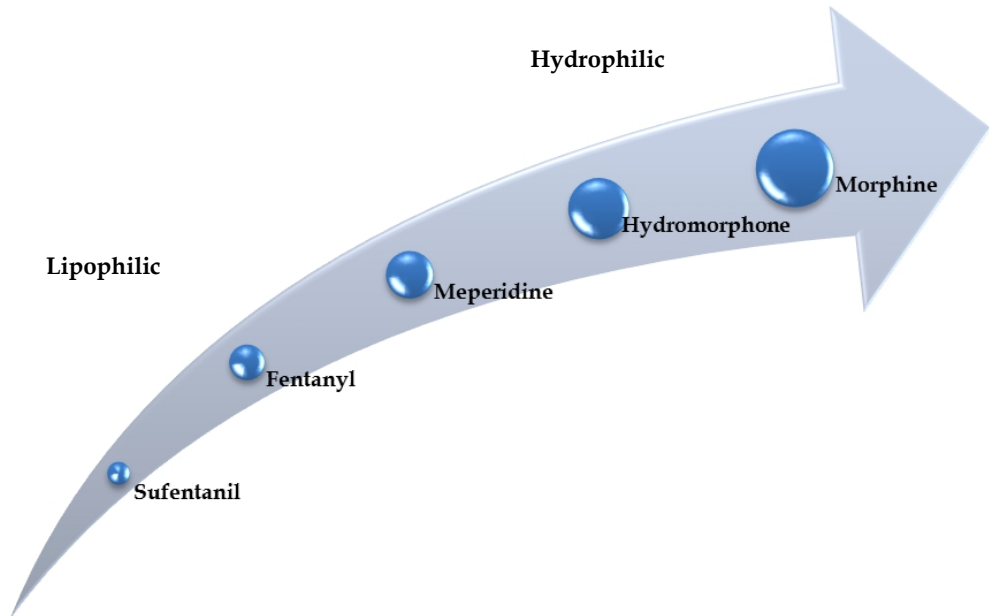 Hydrophilic
Morphine
Hydromorphone
Lipophilic
Meperidine
Fentanyl
Sufentanil